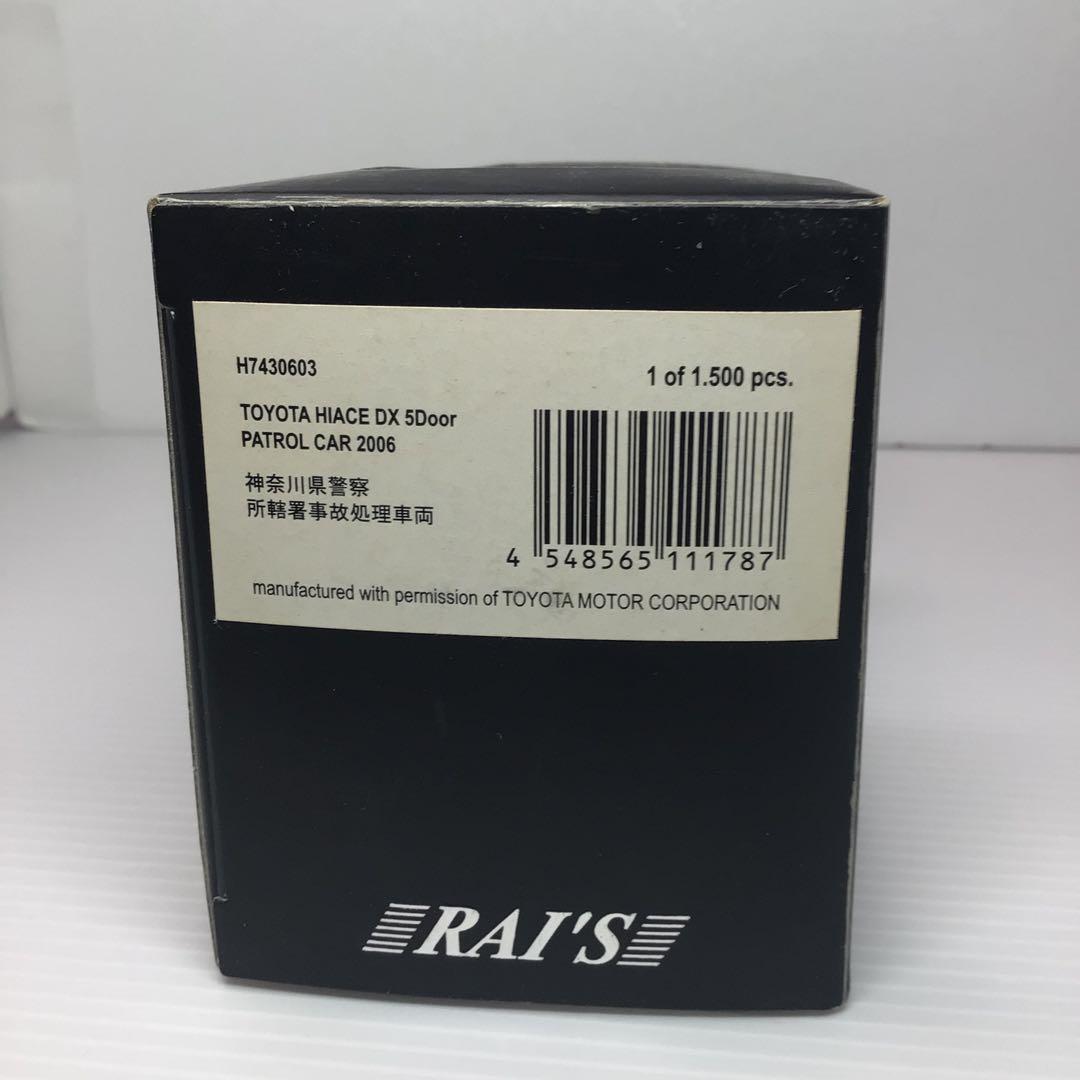 H7430603
1 of 1.500 pcs.
TOYOTA HIACE DX 5Door
PATROL CAR 2006
神奈川県警察
所轄署事故処理車両
4 548565 111787
manufactured with permission of TOYOTA MOTOR CORPORATION
RAI'S